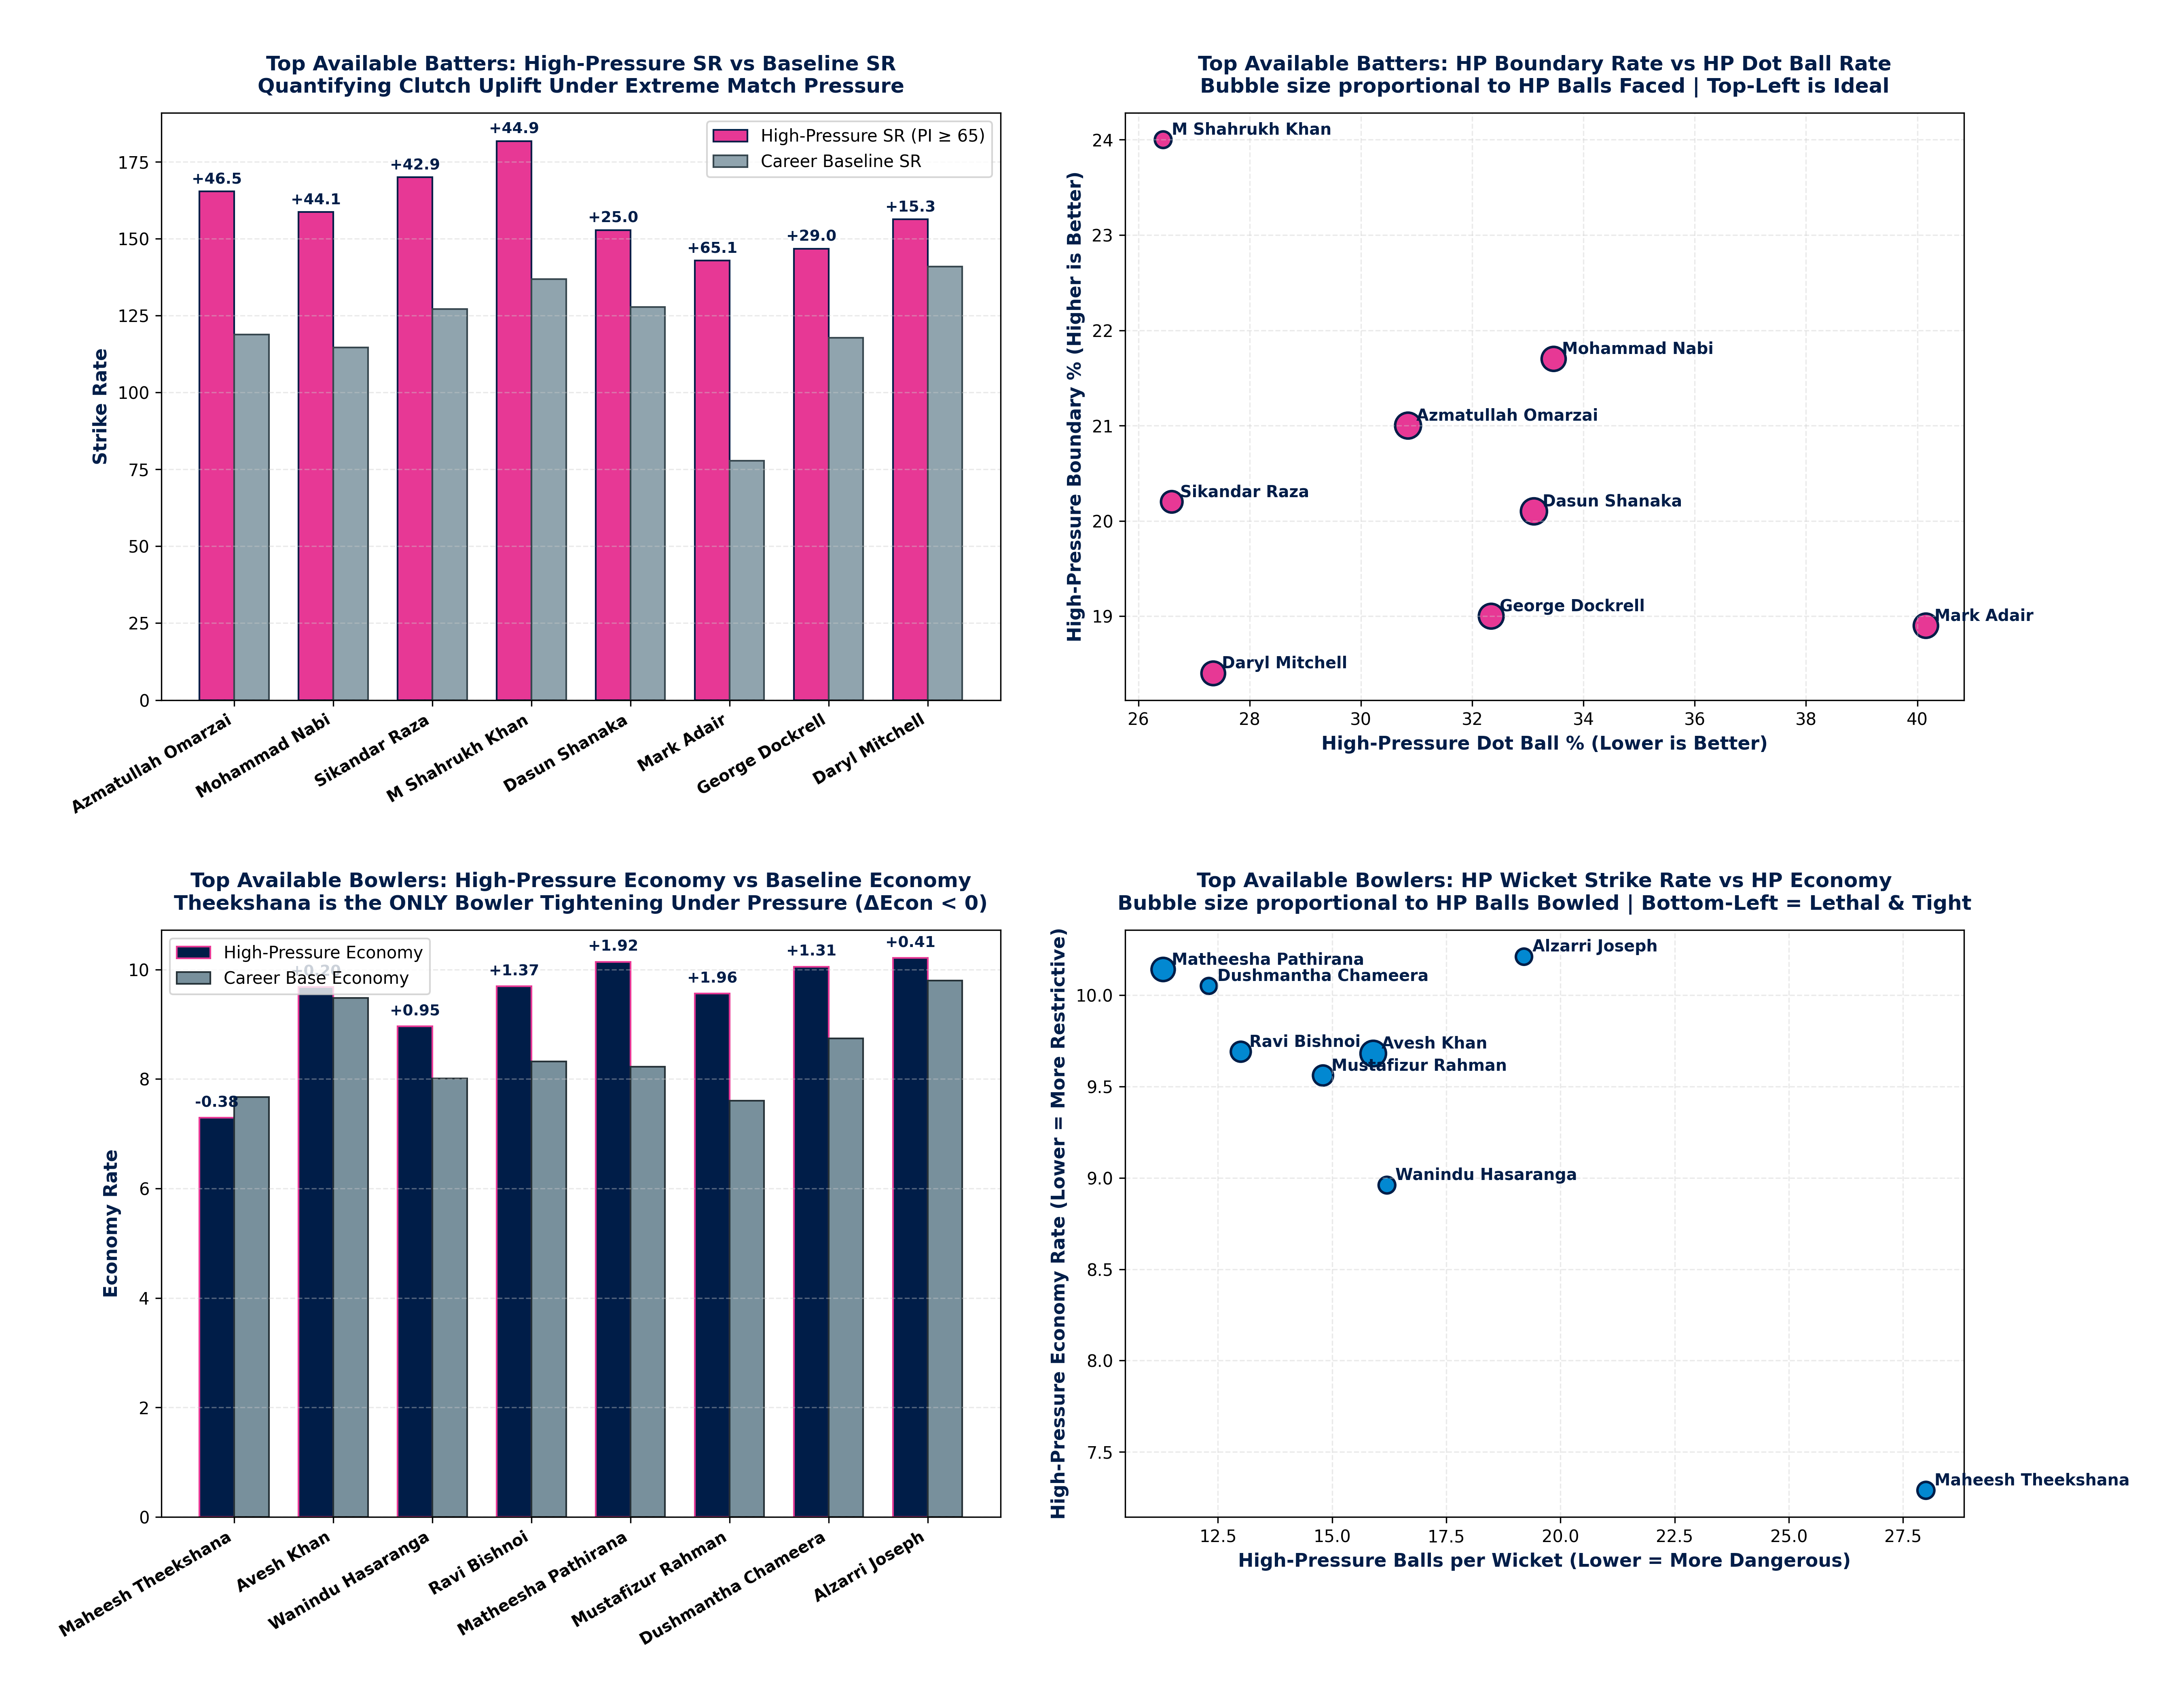 Top Available Batters: High-Pressure SR vs Baseline SR
Quantifying Clutch Uplift Under Extreme Match Pressure
High-Pressure SR (PI ≥ 65)
Career Baseline SR
+46.5
+44.1
+42.9
+44.9
+25.0
+65.1
+29.0
+15.3
Strike Rate
175
150
125
100
75
50
25
0
Azmatullah Omarzai
Mohammad Nabi
Sikandar Raza
M Shahrukh Khan
Dasun Shanaka
Mark Adair
George Dockrell
Daryl Mitchell
Top Available Batters: HP Boundary Rate vs HP Dot Ball Rate
Bubble size proportional to HP Balls Faced | Top-Left is Ideal
High-Pressure Boundary % (Higher is Better)
24
23
22
21
20
19
M Shahrukh Khan
Mohammad Nabi
Azmatullah Omarzai
Sikandar Raza
Dasun Shanaka
George Dockrell
Mark Adair
Daryl Mitchell
26
28
30
32
34
36
38
40
High-Pressure Dot Ball % (Lower is Better)
Top Available Bowlers: High-Pressure Economy vs Baseline Economy
Theekshana is the ONLY Bowler Tightening Under Pressure (ΔEcon < 0)
High-Pressure Economy
Career Base Economy
-0.38
+0.20
+0.95
+1.37
+1.92
+1.96
+1.31
+0.41
Economy Rate
10
8
6
4
2
0
Maheesh Theekshana
Avesh Khan
Wanindu Hasaranga
Ravi Bishnoi
Matheesha Pathirana
Mustafizur Rahman
Dushmantha Chameera
Alzarri Joseph
Top Available Bowlers: HP Wicket Strike Rate vs HP Economy
Bubble size proportional to HP Balls Bowled | Bottom-Left = Lethal & Tight
High-Pressure Economy Rate (Lower = More Restrictive)
10.0
9.5
9.0
8.5
8.0
7.5
Alzarri Joseph
Matheesha Pathirana
Dushmantha Chameera
Ravi Bishnoi
Avesh Khan
Mustafizur Rahman
Wanindu Hasaranga
Maheesh Theekshana
12.5
15.0
17.5
20.0
22.5
25.0
27.5
High-Pressure Balls per Wicket (Lower = More Dangerous)